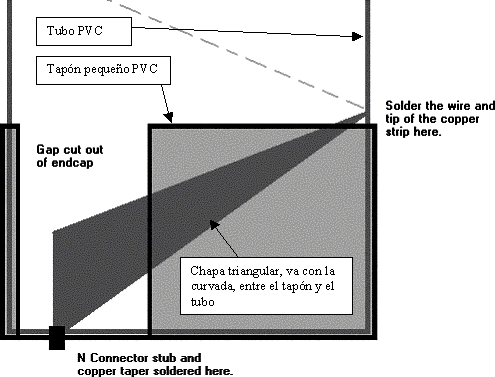 Tubo PVC
Tapón pequeño PVC
Solder the wire and
tip of the copper
strip here.
Gap cut out
of endcap
Chapa triangular, va con la
curvada, entre el tapón y el
tubo
N Connector stub and
copper taper soldered here.